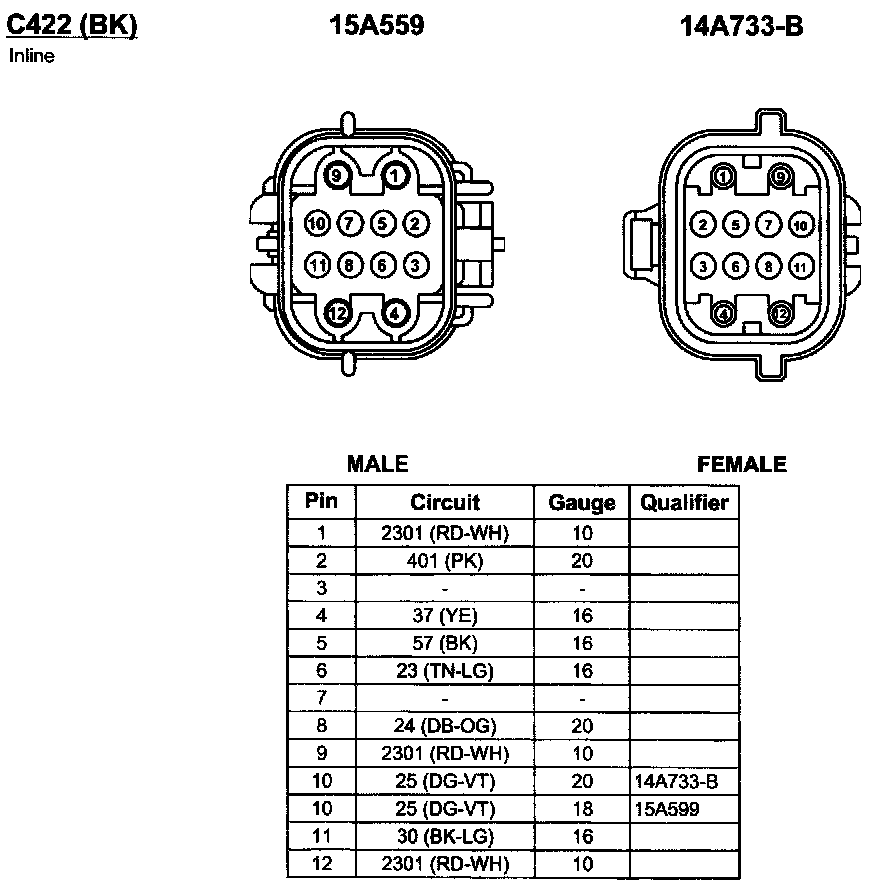 C422 (BK) 15A559 14A733-B
Inline
9 1
10 7 5 2
11 8 6 3
12 4
1 9
2 5 7 10
3 6 8 11
4 12
MALE FEMALE
Pin Circuit Gauge Qualifier
1 2301 (RD-WH) 10
2 401 (PK) 20
3 - -
4 37 (YE) 16
5 57 (BK) 16
6 23 (TN-LG) 16
7 - -
8 24 (DB-OG) 20
9 2301 (RD-WH) 10
10 25 (DG-VT) 20 14A733-B
10 25 (DG-VT) 18 15A599
11 30 (BK-LG) 16
12 2301 (RD-WH) 10